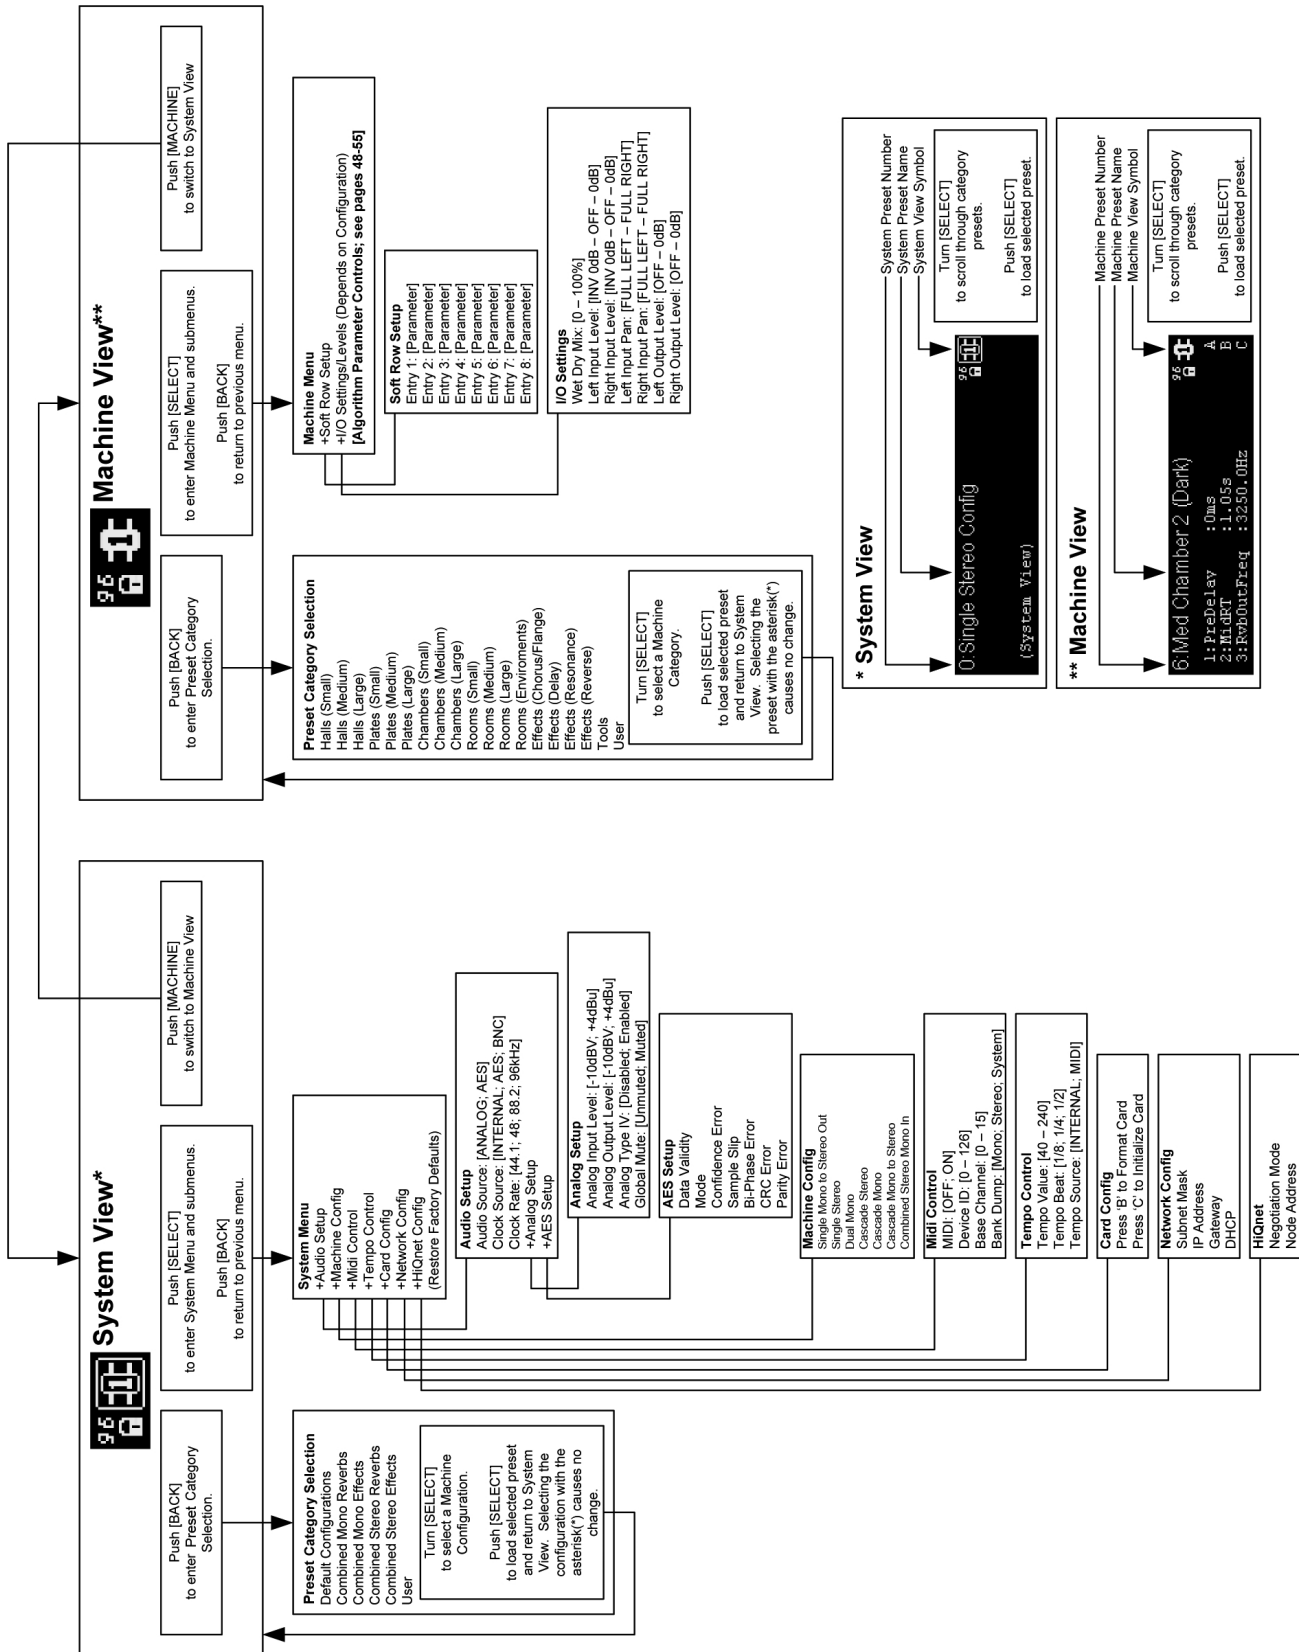 96
System View*
Push [BACK]
to enter Preset Category
Selection.
Push [SELECT]
to enter System Menu and submenus.
Push [BACK]
to return to previous menu.
Push [MACHINE]
to switch to Machine View
Preset Category Selection
Default Configurations
Combined Mono Reverbs
Combined Mono Effects
Combined Stereo Reverbs
Combined Stereo Effects
User
Turn [SELECT]
to select a Machine
Configuration.
Push [SELECT]
to load selected preset
and return to System
View. Selecting the
configuration with the
asterisk(*) causes no
change.
System Menu
+Audio Setup
+Machine Config
+Midi Control
+Tempo Control
+Card Config
+Network Config
+HiQnet Config
(Restore Factory Defaults)
Audio Setup
Audio Source: [ANALOG; AES]
Clock Source: [INTERNAL; AES; BNC]
Clock Rate: [44.1; 48; 88.2; 96kHz]
+Analog Setup
+AES Setup
Analog Setup
Analog Input Level: [-10dBV; +4dBu]
Analog Output Level: [-10dBV; +4dBu]
Analog Type IV: [Disabled; Enabled]
Global Mute: [Unmuted; Muted]
AES Setup
Data Validity
Mode
Confidence Error
Sample Slip
Bi-Phase Error
CRC Error
Parity Error
Machine Config
Single Mono to Stereo Out
Single Stereo
Dual Mono
Cascade Stereo
Cascade Mono
Cascade Mono to Stereo
Combined Stereo Mono In
Midi Control
MIDI: [OFF; ON]
Device ID: [0 – 126]
Base Channel: [0 – 15]
Bank Dump: [Mono; Stereo; System]
Tempo Control
Tempo Value: [40 – 240]
Tempo Beat: [1/8; 1/4; 1/2]
Tempo Source: [INTERNAL; MIDI]
Card Config
Press 'B' to Format Card
Press 'C' to Initialize Card
Network Config
Subnet Mask
IP Address
Gateway
DHCP
HiQnet
Negotiation Mode
Node Address
96
Machine View**
Push [BACK]
to enter Preset Category
Selection.
Push [SELECT]
to enter Machine Menu and submenus.
Push [BACK]
to return to previous menu.
Push [MACHINE]
to switch to System View
Preset Category Selection
Halls (Small)
Halls (Medium)
Halls (Large)
Plates (Small)
Plates (Medium)
Plates (Large)
Chambers (Small)
Chambers (Medium)
Chambers (Large)
Rooms (Small)
Rooms (Medium)
Rooms (Large)
Rooms (Enviroments)
Effects (Chorus/Flange)
Effects (Delay)
Effects (Resonance)
Effects (Reverse)
Tools
User
Turn [SELECT]
to select a Machine
Category.
Push [SELECT]
to load selected preset
and return to System
View. Selecting the
preset with the asterisk(*)
causes no change.
Machine Menu
+Soft Row Setup
+I/O Settings/Levels (Depends on Configuration)
[Algorithm Parameter Controls; see pages 48-55]
Soft Row Setup
Entry 1: [Parameter]
Entry 2: [Parameter]
Entry 3: [Parameter]
Entry 4: [Parameter]
Entry 5: [Parameter]
Entry 6: [Parameter]
Entry 7: [Parameter]
Entry 8: [Parameter]
I/O Settings
Wet Dry Mix: [0 – 100%]
Left Input Level: [INV 0dB – OFF – 0dB]
Right Input Level: [INV 0dB – OFF – 0dB]
Left Input Pan: [FULL LEFT – FULL RIGHT]
Right Input Pan: [FULL LEFT – FULL RIGHT]
Left Output Level: [OFF – 0dB]
Right Output Level: [OFF – 0dB]
* System View
System Preset Number
System Preset Name
System View Symbol
0:Single Stereo Config
96
(System View)
Turn [SELECT]
to scroll through category
presets.
Push [SELECT]
to load selected preset.
** Machine View
Machine Preset Number
Machine Preset Name
Machine View Symbol
6:Med Chamber 2 (Dark)
96
1:PreDelay :0ms A
2:MidRT :1.05s B
3:RvbOutFreq :3250.0Hz C
Turn [SELECT]
to scroll through category
presets.
Push [SELECT]
to load selected preset.